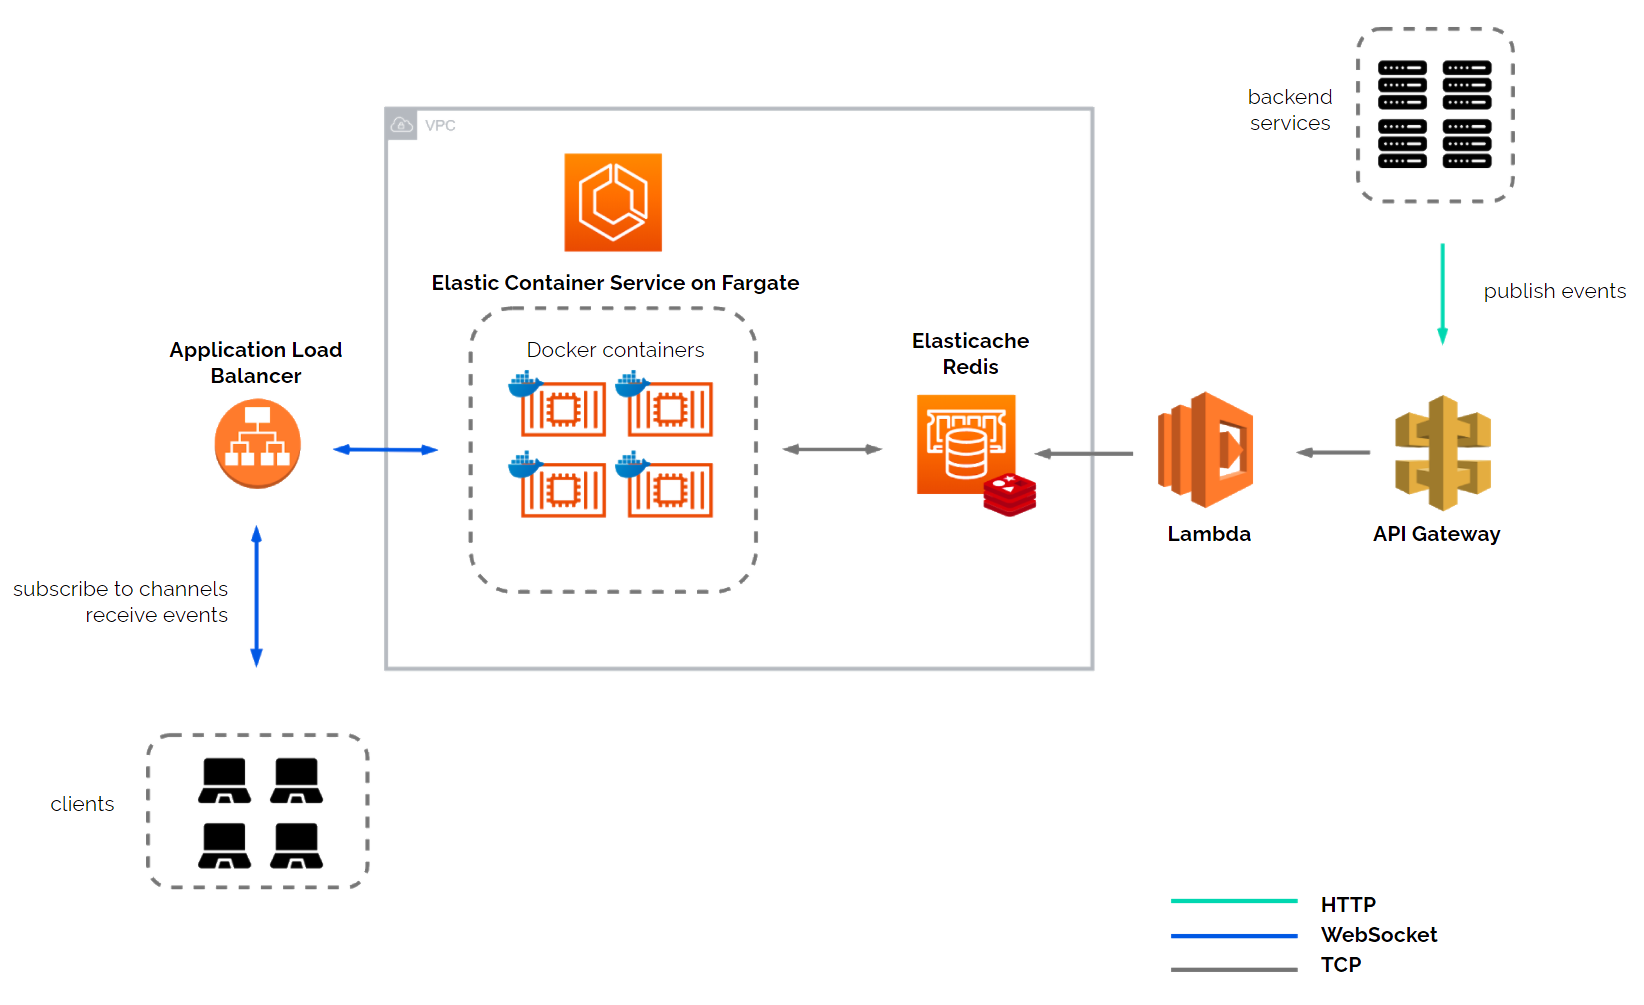 backend
services
VPC
Elastic Container Service on Fargate
publish events
Application Load
Balancer
Docker containers
Elasticache
Redis
Lambda
API Gateway
subscribe to channels
receive events
clients
HTTP
WebSocket
TCP